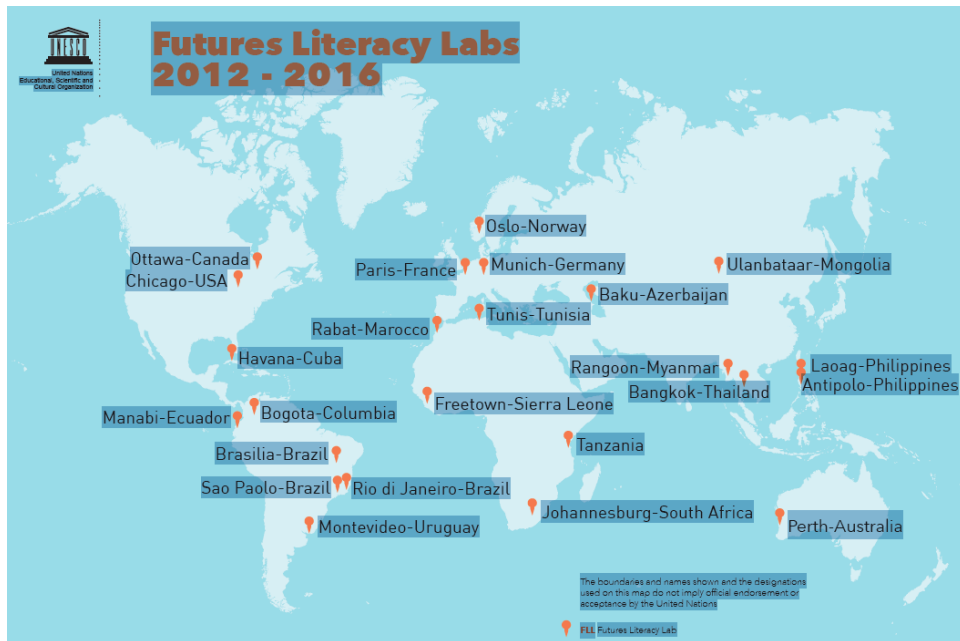 UNESCO
United Nations
Educational, Scientific and
Cultural Organization
Futures Literacy Labs
2012 - 2016
Oslo-Norway
Ottawa-Canada
Paris-France
Munich-Germany
Ulanbataar-Mongolia
Chicago-USA
Baku-Azerbaijan
Tunis-Tunisia
Rabat-Marocco
Havana-Cuba
Rangoon-Myanmar
Laoag-Philippines
Bangkok-Thailand
Antipolo-Philippines
Freetown-Sierra Leone
Manabi-Ecuador
Bogota-Columbia
Tanzania
Brasilia-Brazil
Sao Paolo-Brazil
Rio di Janeiro-Brazil
Johannesburg-South Africa
Montevideo-Uruguay
Perth-Australia
The boundaries and names shown and the designations
used on this map do not imply official endorsement or
acceptance by the United Nations
FLL Futures Literacy Lab